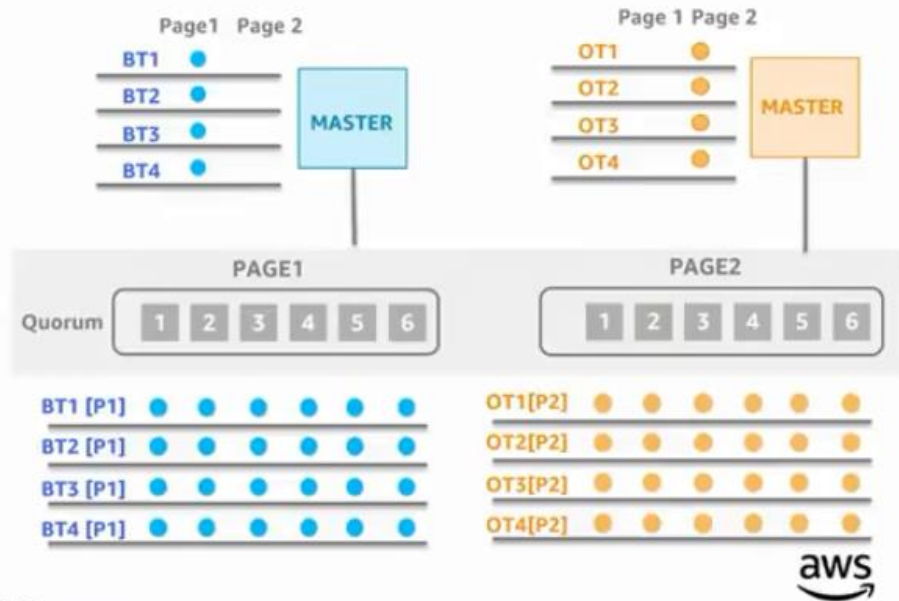 Page1 Page 2
BT1
BT2
BT3
BT4
MASTER
Page 1 Page 2
OT1
OT2
OT3
OT4
MASTER
PAGE1
Quorum 1 2 3 4 5 6
PAGE2
1 2 3 4 5 6
BT1 [P1]
BT2 [P1]
BT3 [P1]
BT4 [P1]
OT1[P2]
OT2[P2]
OT3[P2]
OT4[P2]
aws